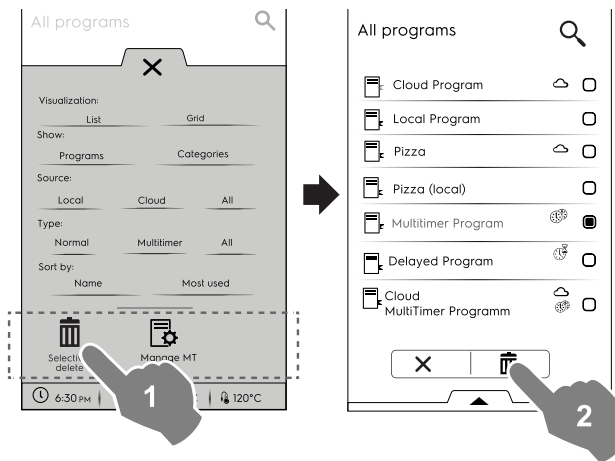 All programs
Visualization:
List Grid
Show:
Programs Categories
Source:
Local Cloud All
Type:
Normal Multitimer All
Sort by:
Name Most used
delete Manage MT
6:30 PM 120°C
1
All programs
Cloud Program
Local Program
Pizza
Pizza (local)
Multitimer Program
Delayed Program
Cloud
MultiTimer Programm
2